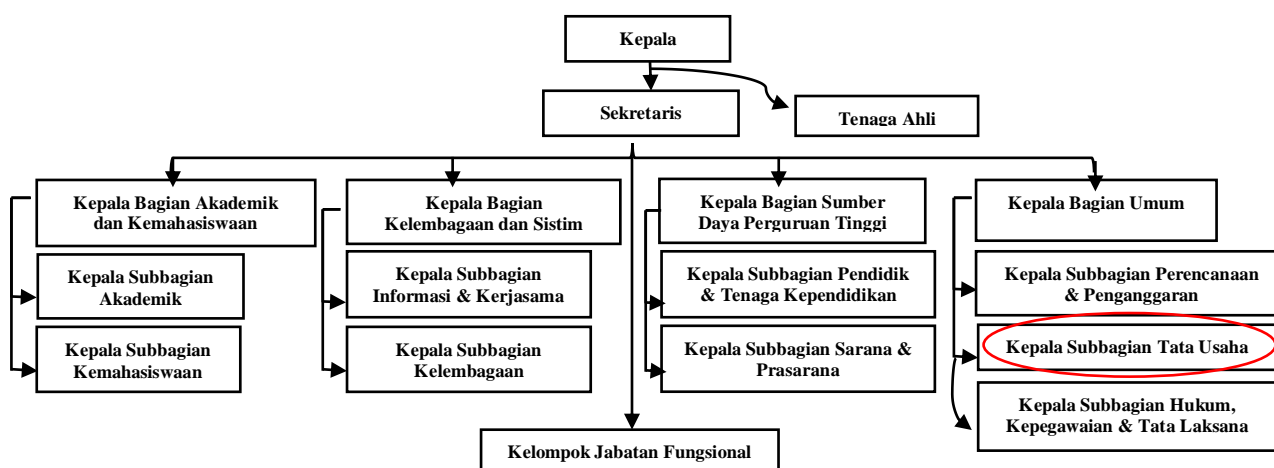 Kepala
Sekretaris
Tenaga Ahli
Kepala Bagian Akademik
dan Kemahasiswaan
Kepala Bagian
Kelembagaan dan Sistim
Kepala Bagian Sumber
Daya Perguruan Tinggi
Kepala Bagian Umum
Kepala Subbagian
Akademik
Kepala Subbagian
Informasi & Kerjasama
Kepala Subbagian Pendidik
& Tenaga Kependidikan
Kepala Subbagian Perencanaan
& Penganggaran
Kepala Subbagian
Kemahasiswaan
Kepala Subbagian
Kelembagaan
Kepala Subbagian Sarana &
Prasarana
Kepala Subbagian Tata Usaha
Kepala Subbagian Hukum,
Kepegawaian & Tata Laksana
Kelompok Jabatan Fungsional